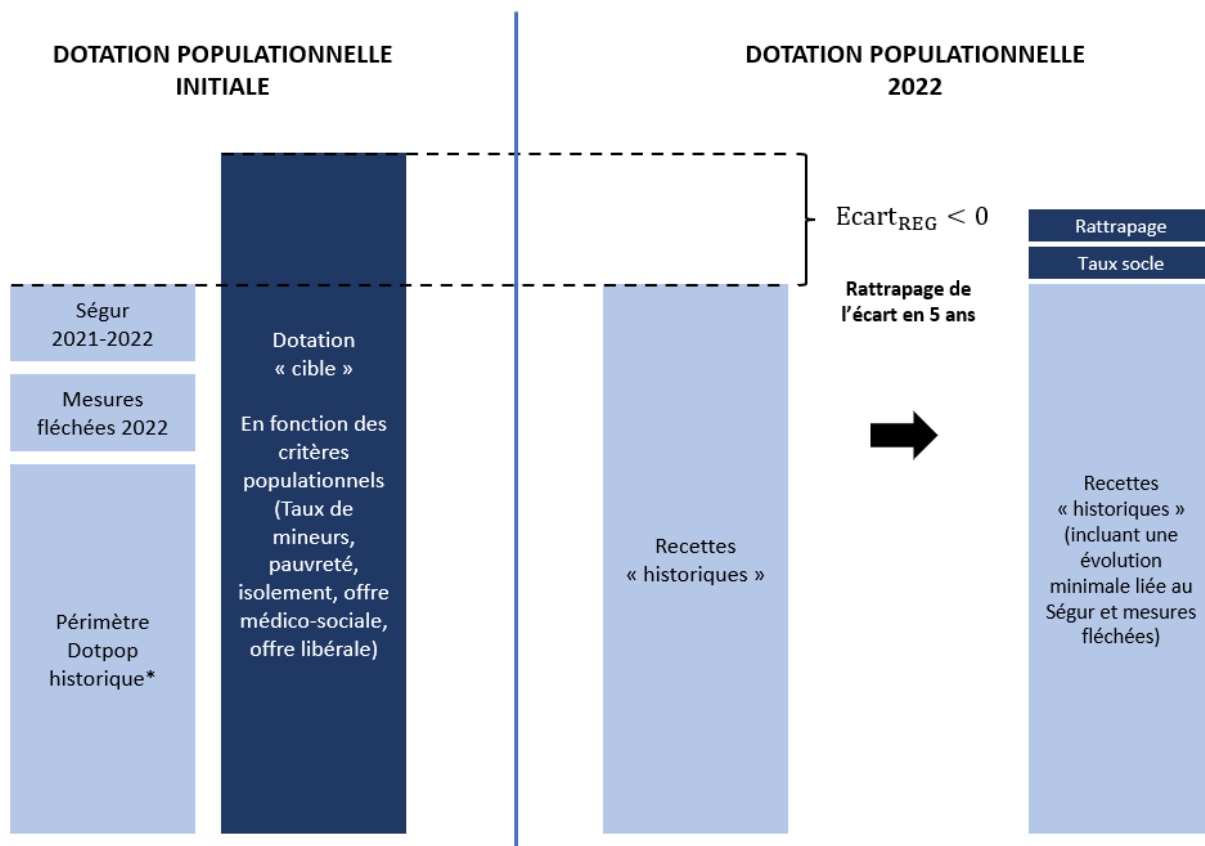 DOTATION POPULATIONNELLE
INITIALE
Ségur
2021-2022
Mesures
fléchées 2022
Périmètre
Dotpop
historique*
Dotation
« cible »
En fonction des
critères
populationnels
(Taux de
mineurs,
pauvreté,
isolement, offre
médico-sociale,
offre libérale)
DOTATION POPULATIONNELLE
2022
Recettes
« historiques »
Ecart_REG < 0
Rattrapage de
l’écart en 5 ans
Rattrapage
Taux socle
Recettes
« historiques »
(incluant une
évolution
minimale liée au
Ségur et mesures
fléchées)